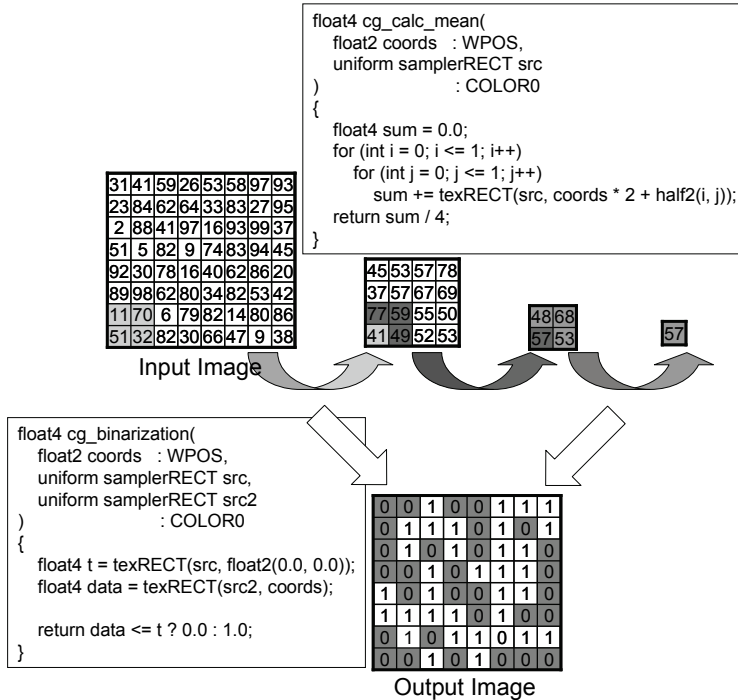 float4 cg_calc_mean(
float2 coords : WPOS,
uniform samplerRECT src
) : COLOR0
{
float4 sum = 0.0;
for (int i = 0; i <= 1; i++)
for (int j = 0; j <= 1; j++)
sum += texRECT(src, coords * 2 + half2(i, j));
return sum / 4;
}
31 41 59 26 53 58 97 93
23 84 62 64 33 83 27 95
2 88 41 97 16 93 99 37
51 5 82 9 74 83 94 45
92 30 78 16 40 62 86 20
89 98 62 80 34 82 53 42
11 70 6 79 82 14 80 86
51 32 82 30 66 47 9 38
Input Image
45 53 57 78
37 57 67 69
77 59 55 50
41 49 52 53
48 68
57 53
57
float4 cg_binarization(
float2 coords : WPOS,
uniform samplerRECT src,
uniform samplerRECT src2
) : COLOR0
{
float4 t = texRECT(src, float2(0.0, 0.0));
float4 data = texRECT(src2, coords);
return data <= t ? 0.0 : 1.0;
}
0 0 1 0 0 1 1 1
0 1 1 1 0 1 0 1
0 1 0 1 0 1 1 0
0 0 1 0 1 1 1 0
1 0 1 0 0 1 1 0
1 1 1 1 0 1 0 0
0 1 0 1 1 0 1 1
0 0 1 0 1 0 0 0
Output Image